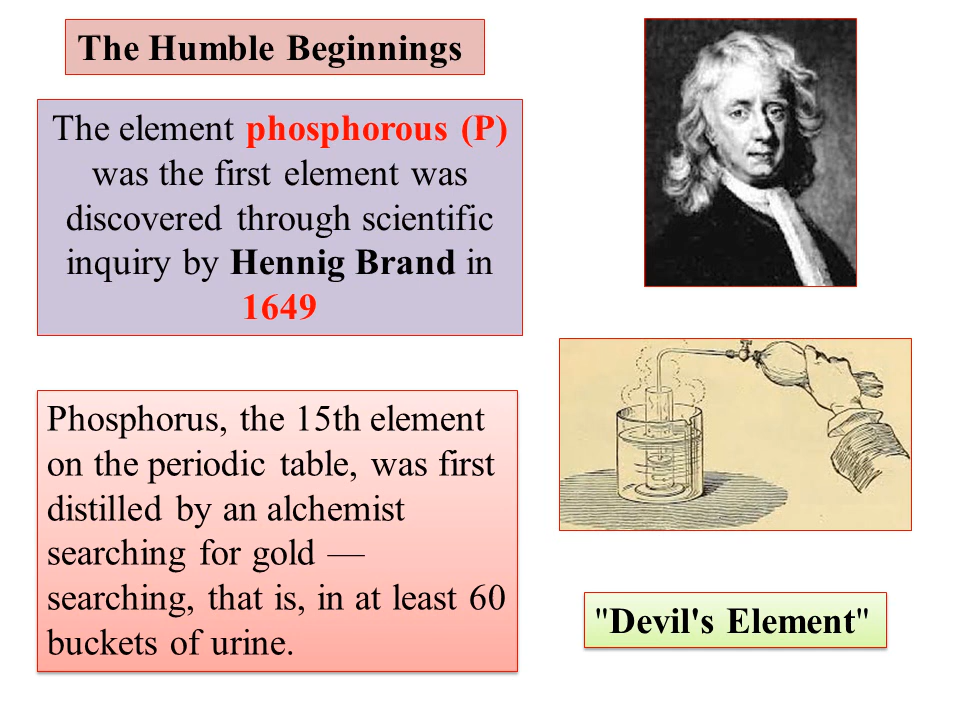 The Humble Beginnings
The element phosphorous (P)
was the first element was
discovered through scientific
inquiry by Hennig Brand in
1649
Phosphorus, the 15th element
on the periodic table, was first
distilled by an alchemist
searching for gold —
searching, that is, in at least 60
buckets of urine.
"Devil's Element"